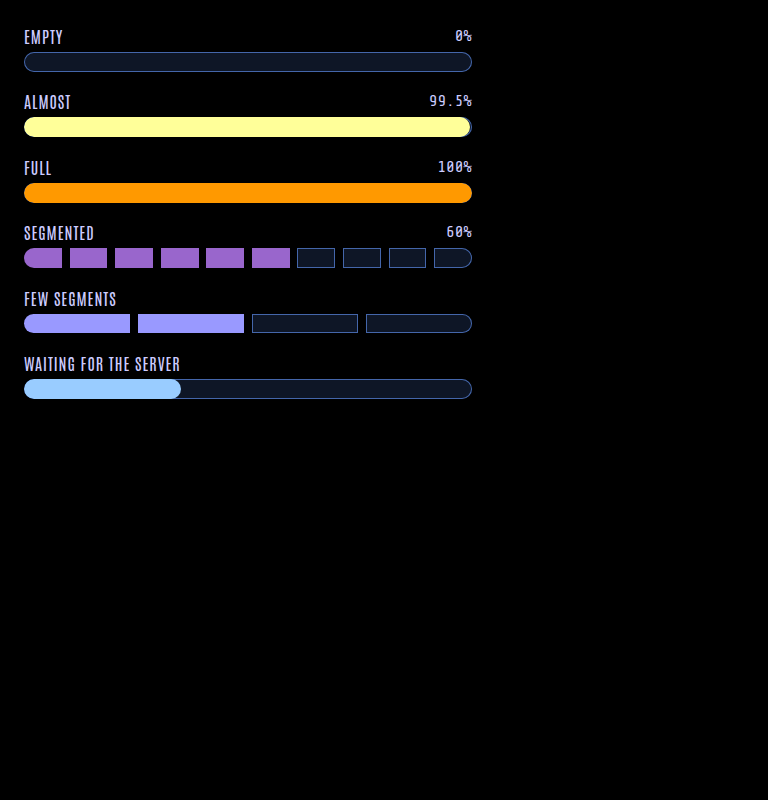 EMPTY 0%
ALMOST 99.5%
FULL 100%
SEGMENTED 60%
FEW SEGMENTS
WAITING FOR THE SERVER